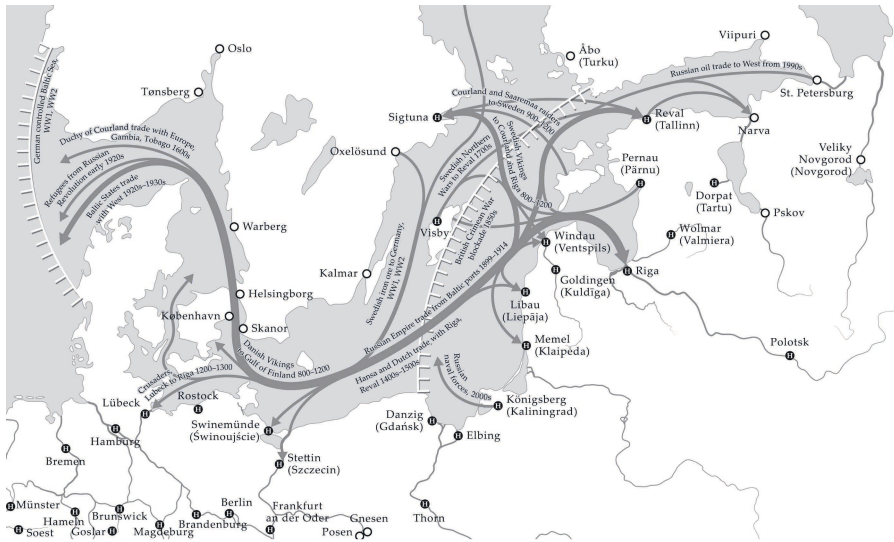 Oslo
Viipuri
Åbo
(Turku)
Russian oil trade to West from 1990s
St. Petersburg
German controlled Baltic Sea,
WW1, WW2
Tønsberg
Courland and Saaremaa raiders
to Sweden 900–1200
Sigtuna
Reval
(Tallinn)
Narva
Duchy of Courland trade with Europe,
Gambia, Tobago 1600s
Oxelösund
Swedish Northern
Wars to Reval 1700s
Swedish Vikings
to Courland and Riga 800–1200
Pernau
(Pärnu)
Veliky
Novgorod
(Novgorod)
Refugees from Russian
Revolution early 1920s
Dorpat
(Tartu)
Baltic States trade
with West 1920s–1930s
Pskov
Visby
British Crimean War
blockade 1850s
Warberg
Windau
(Ventspils)
Wolmar
(Valmiera)
Swedish iron ore to Germany,
WW1, WW2
Kalmar
Goldingen
(Kuldīga)
Riga
Russian Empire trade from Baltic ports 1899–1914
Helsingborg
Libau
(Liepāja)
København
Skanor
Hansa and Dutch trade with Riga,
Reval 1400s–1500s
Memel
(Klaipėda)
Polotsk
Danish Vikings
to Gulf of Finland 800–1200
Crusaders,
Lübeck to Riga 1200–1300
Russian
naval forces, 2000s
Lübeck
Rostock
Königsberg
(Kaliningrad)
Hamburg
Swinemünde
(Świnoujście)
Danzig
(Gdańsk)
Elbing
Bremen
Stettin
(Szczecin)
Münster
Hameln
Brunswick
Berlin
Frankfurt
an der Oder
Gnesen
Posen
Thorn
Soest
Goslar
Magdeburg
Brandenburg